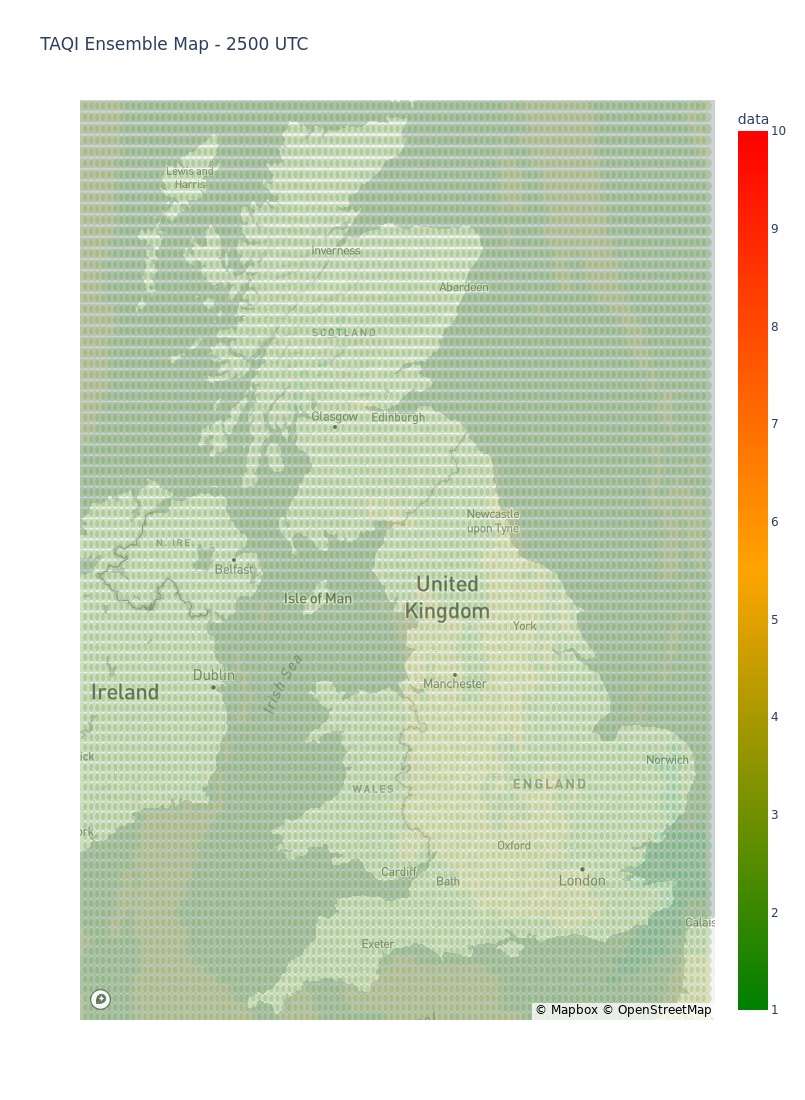 TAQI Ensemble Map - 2500 UTC
data
10
9
8
7
6
5
4
3
2
1
Lewis and
Harris
Inverness
Aberdeen
SCOTLAND
Glasgow
Edinburgh
Newcastle
upon Tyne
N. IRE.
Belfast
Isle of Man
United
Kingdom
York
Dublin
Irish Sea
Manchester
Ireland
ick
Norwich
WALES
ENGLAND
rk
Oxford
Cardiff
Bath
London
Calais
Exeter
© Mapbox © OpenStreetMap